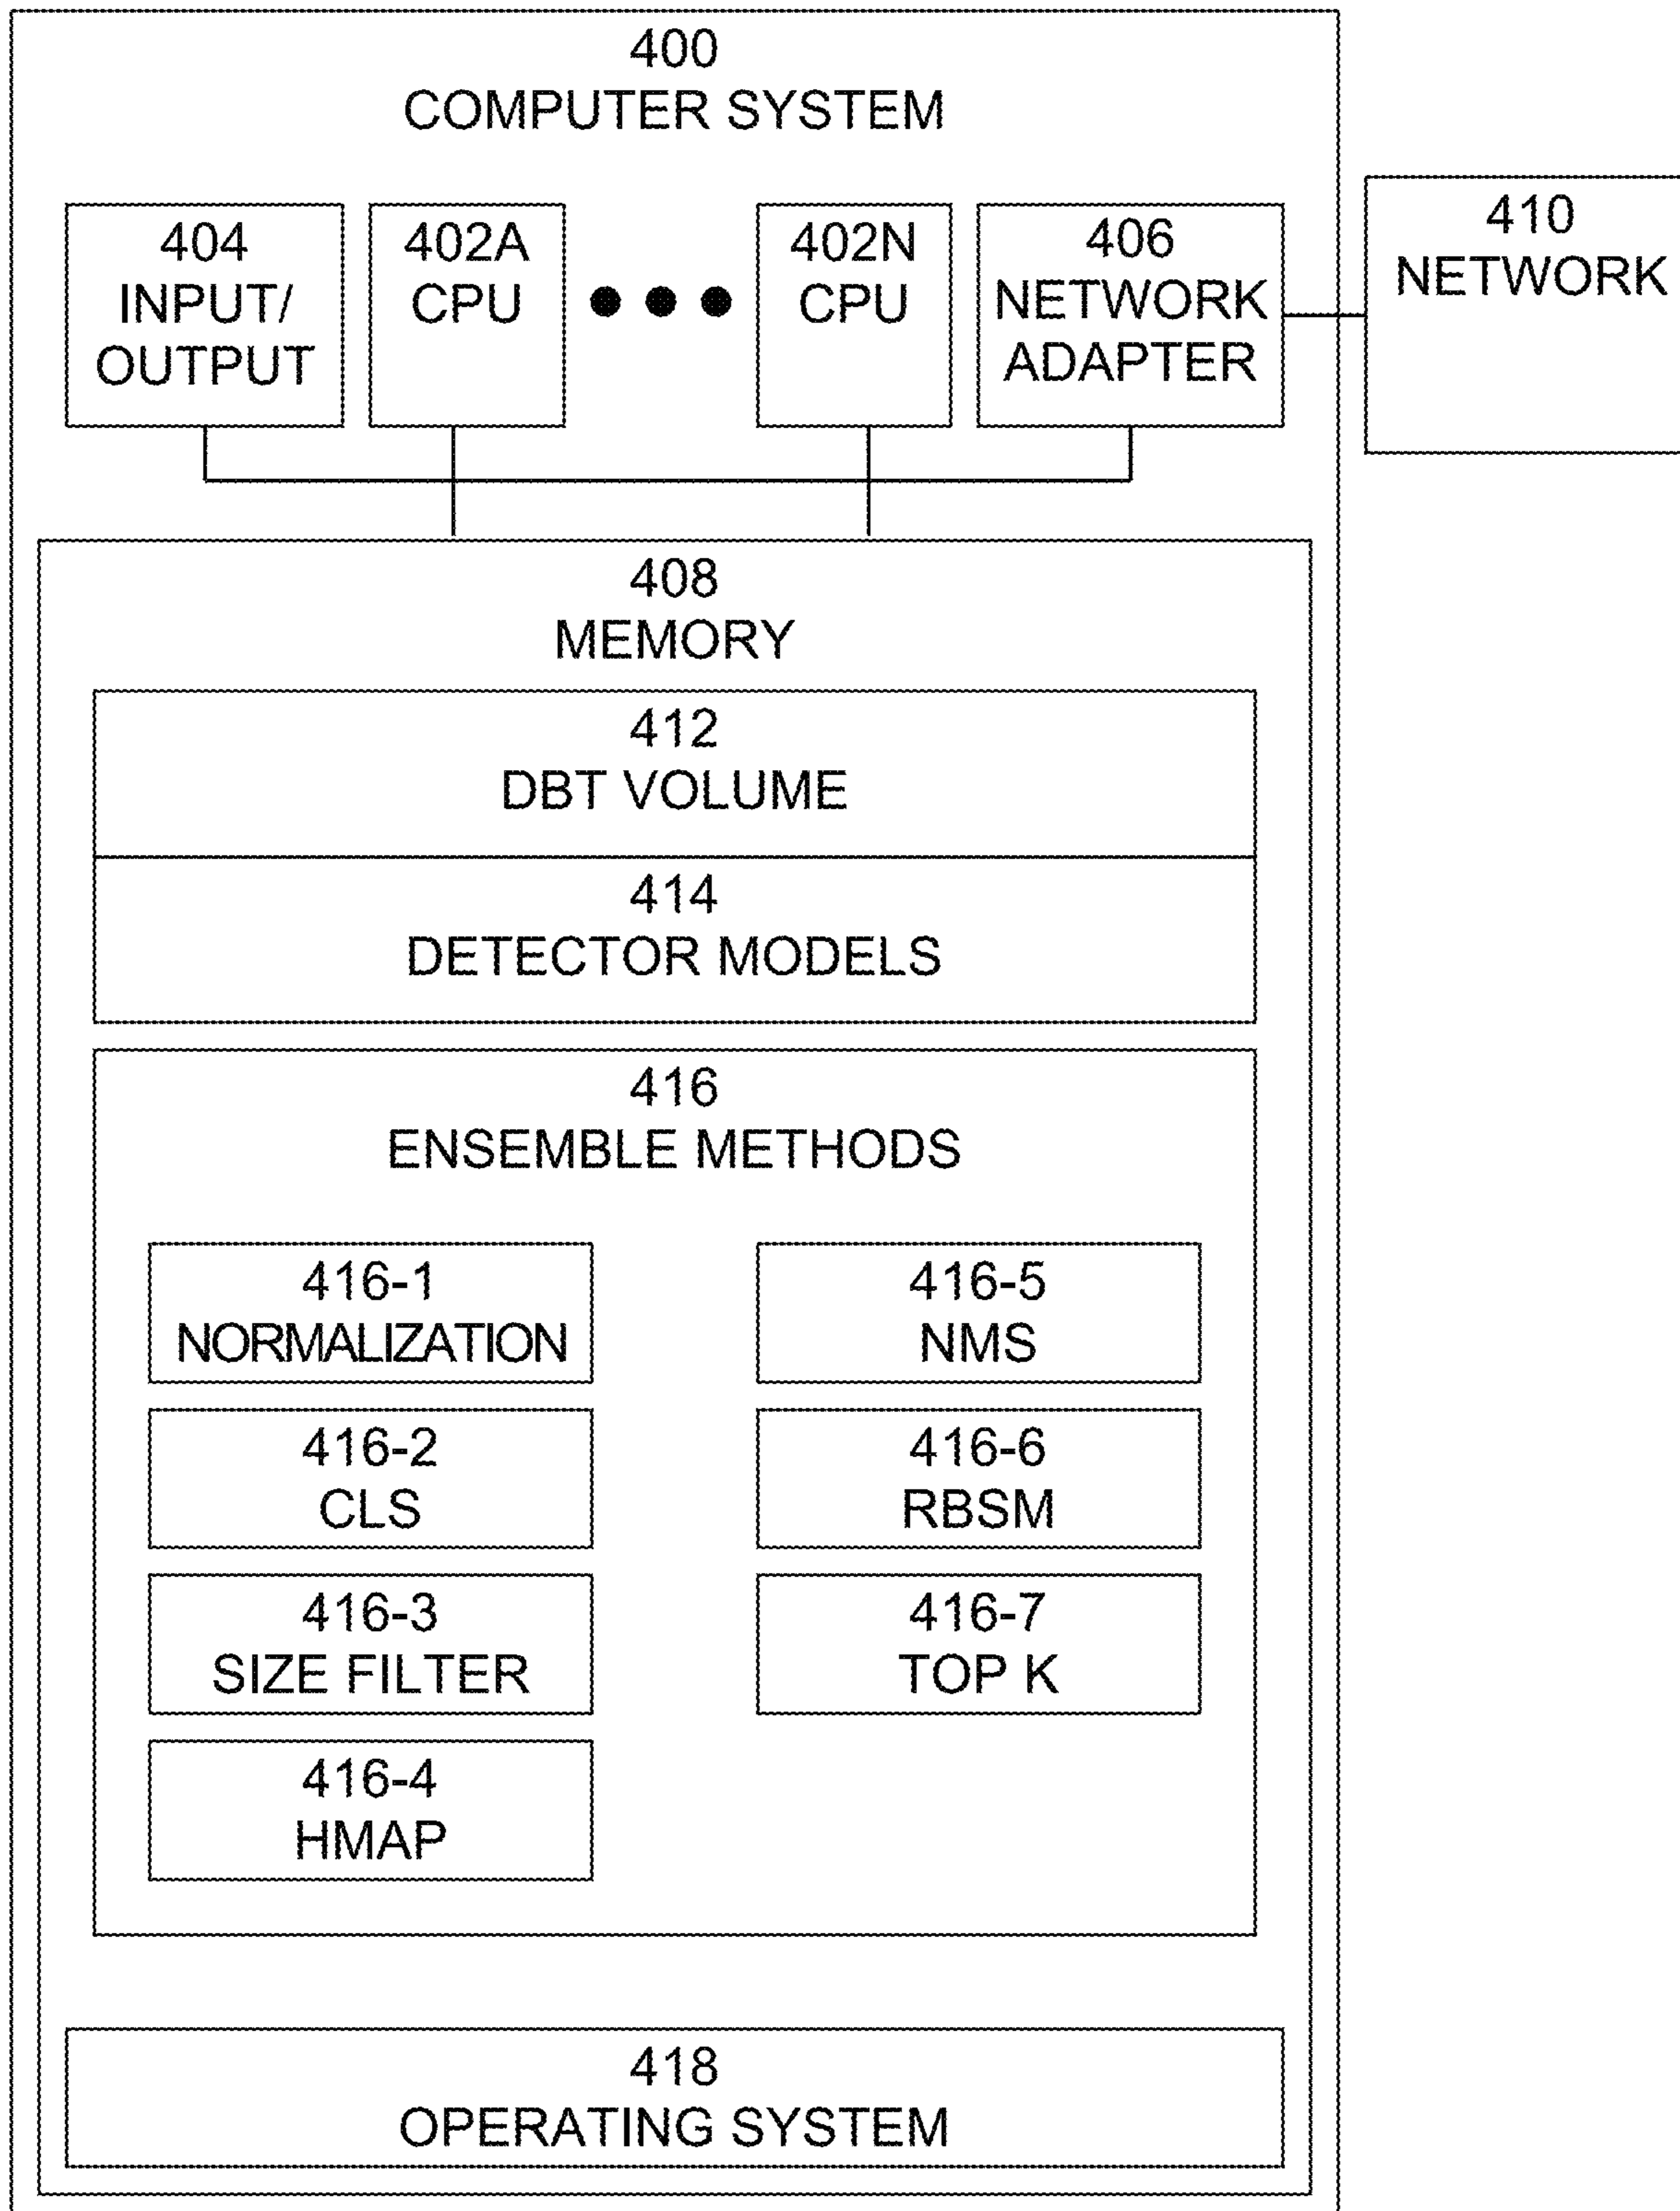 400
COMPUTER SYSTEM
404
INPUT/
OUTPUT
402A
CPU
402N
CPU
406
NETWORK
ADAPTER
410
NETWORK
408
MEMORY
412
DBT VOLUME
414
DETECTOR MODELS
416
ENSEMBLE METHODS
416-1
NORMALIZATION
416-2
CLS
416-3
SIZE FILTER
416-4
HMAP
416-5
NMS
416-6
RBSM
416-7
TOP K
418
OPERATING SYSTEM